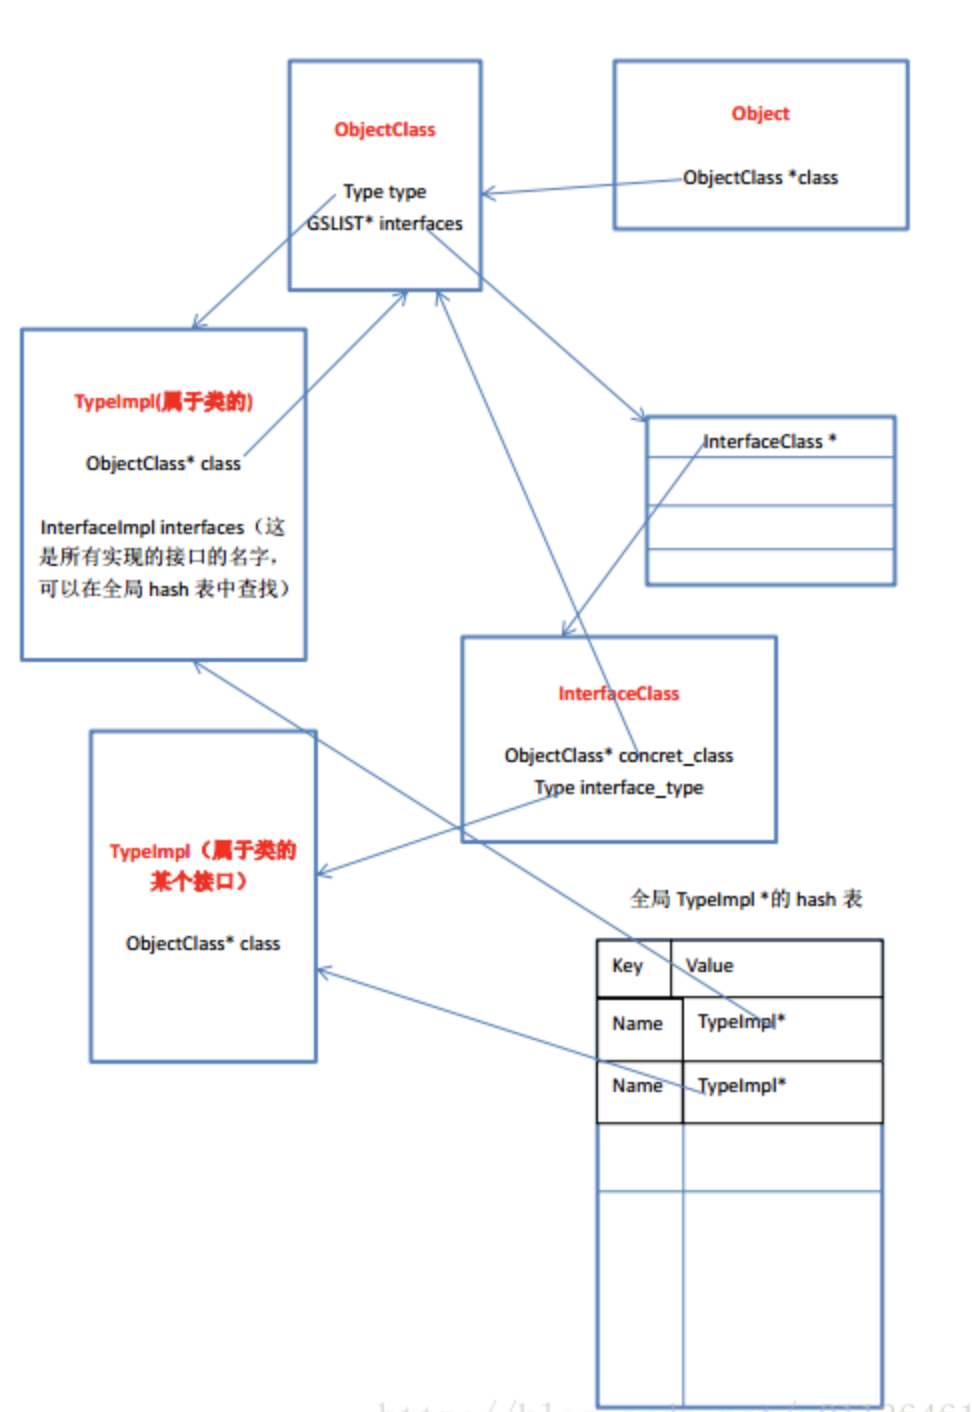 ObjectClass
Type type
GSLIST* interfaces
Object
ObjectClass *class
TypeImpl(属于类的)
ObjectClass* class
InterfaceImpl interfaces（这
是所有实现的接口的名字，
可以在全局 hash 表中查找）
InterfaceClass *
InterfaceClass
ObjectClass* concret_class
Type interface_type
TypeImpl（属于类的
某个接口）
ObjectClass* class
全局 TypeImpl *的 hash 表
Key Value
Name TypeImpl*
Name TypeImpl*